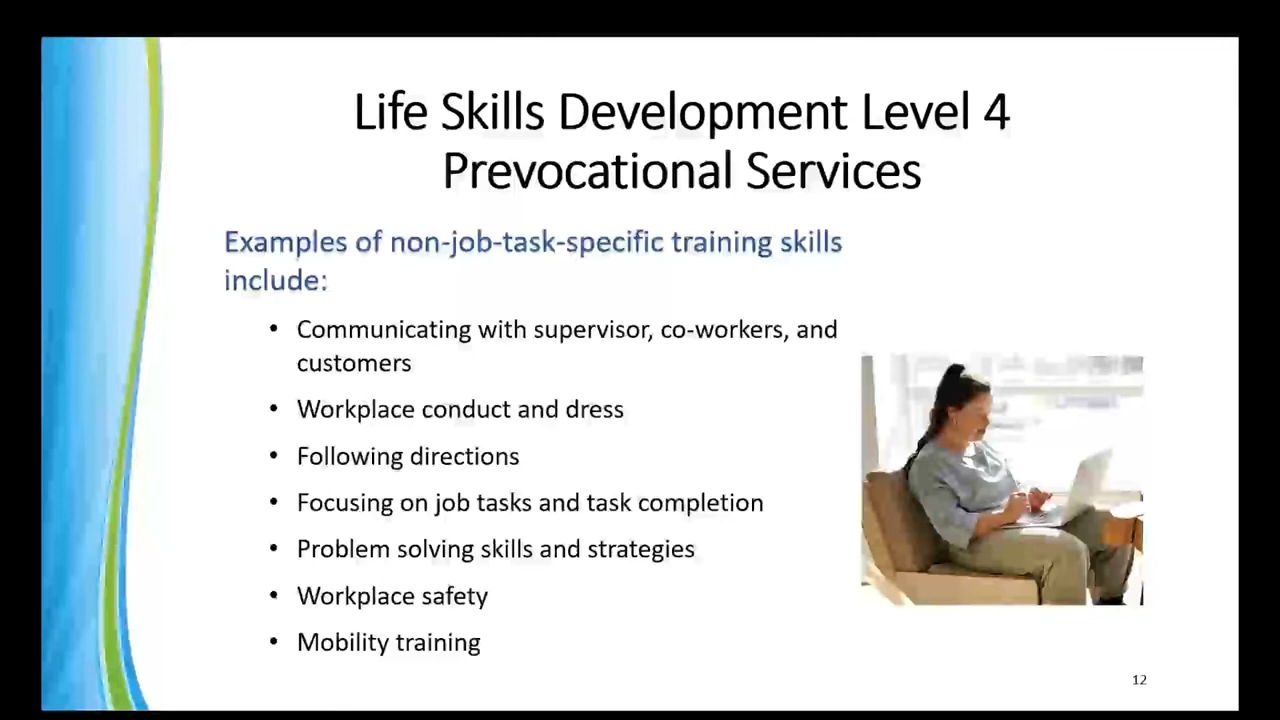 Life Skills Development Level 4
Prevocational Services
Examples of non-job-task-specific training skills
include:
• Communicating with supervisor, co-workers, and
customers
• Workplace conduct and dress
• Following directions
• Focusing on job tasks and task completion
• Problem solving skills and strategies
• Workplace safety
• Mobility training
12